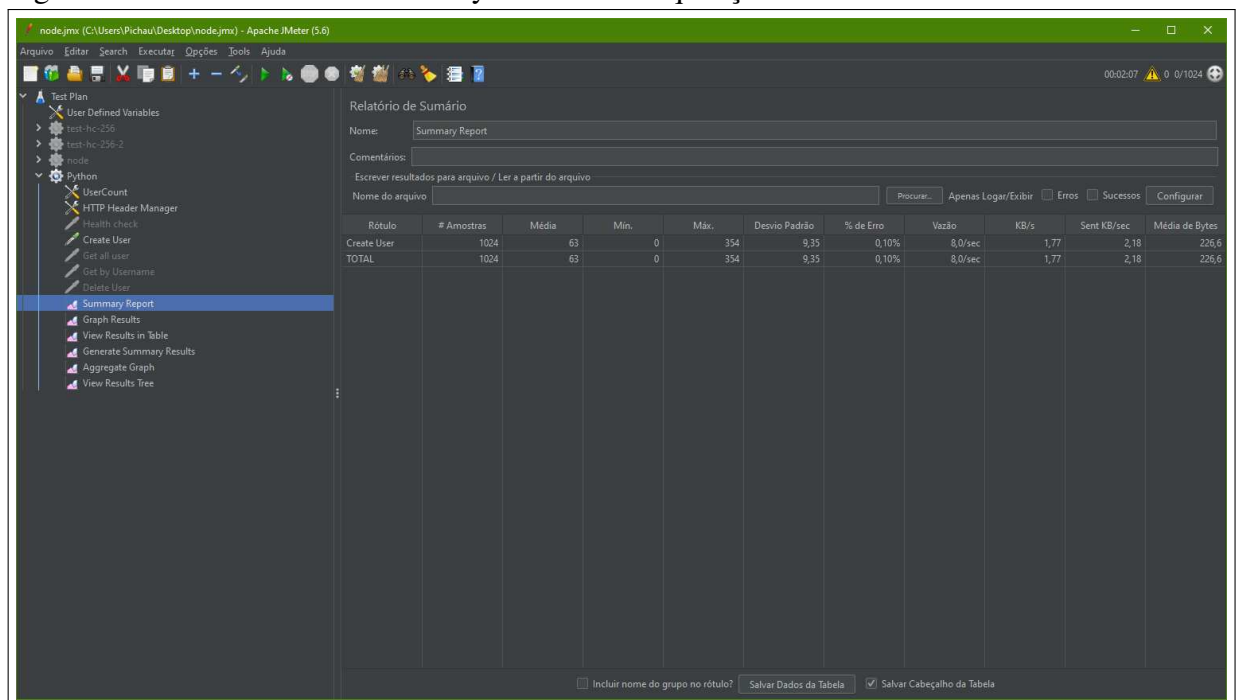 node.jmx (C:\Users\Pichau\Desktop\node.jmx) - Apache JMeter (5.6)
Arquivo Editar Search Executar Opções Tools Ajuda
00:02:07 0 0/1024
Test Plan
User Defined Variables
test-hc-256
test-hc-256-2
node
Python
UserCount
HTTP Header Manager
Health check
Create User
Get all user
Get by Username
Delete User
Summary Report
Graph Results
View Results in Table
Generate Summary Results
Aggregate Graph
View Results Tree
Relatório de Sumário
Nome: Summary Report
Comentários:
Escrever resultados para arquivo / Ler a partir do arquivo
Nome do arquivo Procurar... Apenas Logar/Exibir Erros Sucessos Configurar
Rótulo # Amostras Média Mín. Máx. Desvio Padrão % de Erro Vazão KB/s Sent KB/sec Média de Bytes
Create User 1024 63 0 354 9,35 0,10% 8,0/sec 1,77 2,18 226,6
TOTAL 1024 63 0 354 9,35 0,10% 8,0/sec 1,77 2,18 226,6
Incluir nome do grupo no rótulo? Salvar Dados da Tabela Salvar Cabeçalho da Tabela